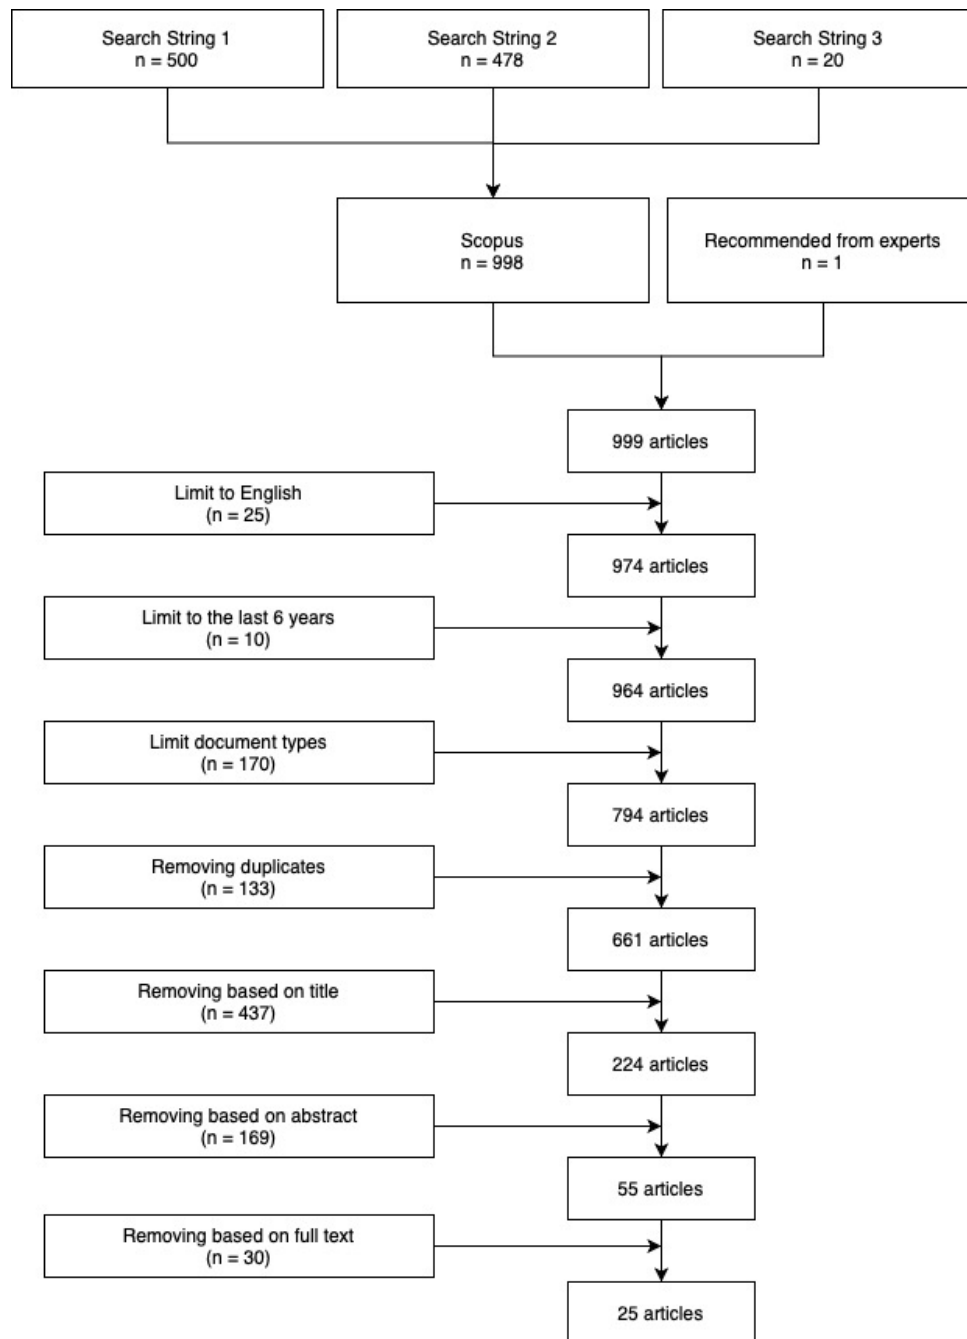 Search String 1
n = 500
Search String 2
n = 478
Search String 3
n = 20
Scopus
n = 998
Recommended from experts
n = 1
999 articles
Limit to English
(n = 25)
974 articles
Limit to the last 6 years
(n = 10)
964 articles
Limit document types
(n = 170)
794 articles
Removing duplicates
(n = 133)
661 articles
Removing based on title
(n = 437)
224 articles
Removing based on abstract
(n = 169)
55 articles
Removing based on full text
(n = 30)
25 articles